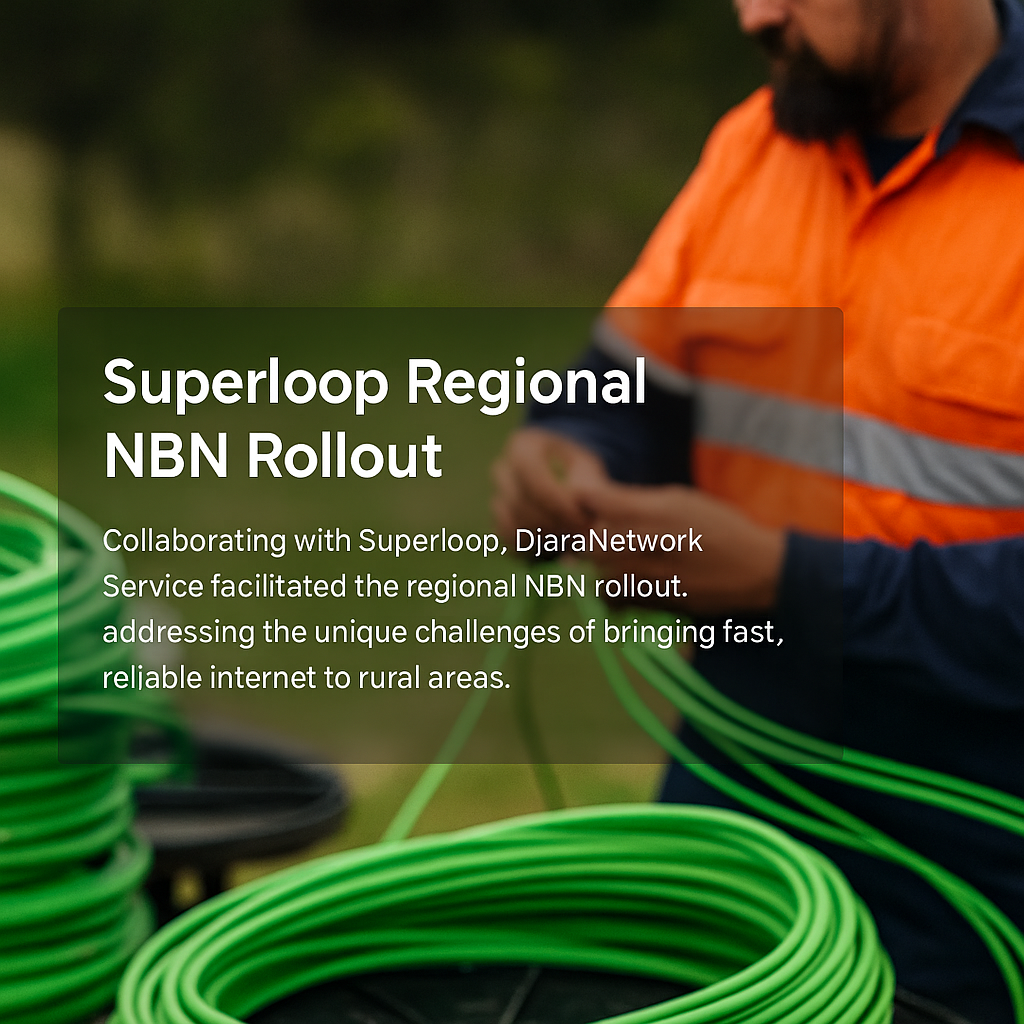 Superloop Regional
NBN Rollout
Collaborating with Superloop, DjaraNetwork
Service facilitated the regional NBN rollout.
addressing the unique challenges of bringing fast,
reliable internet to rural areas.